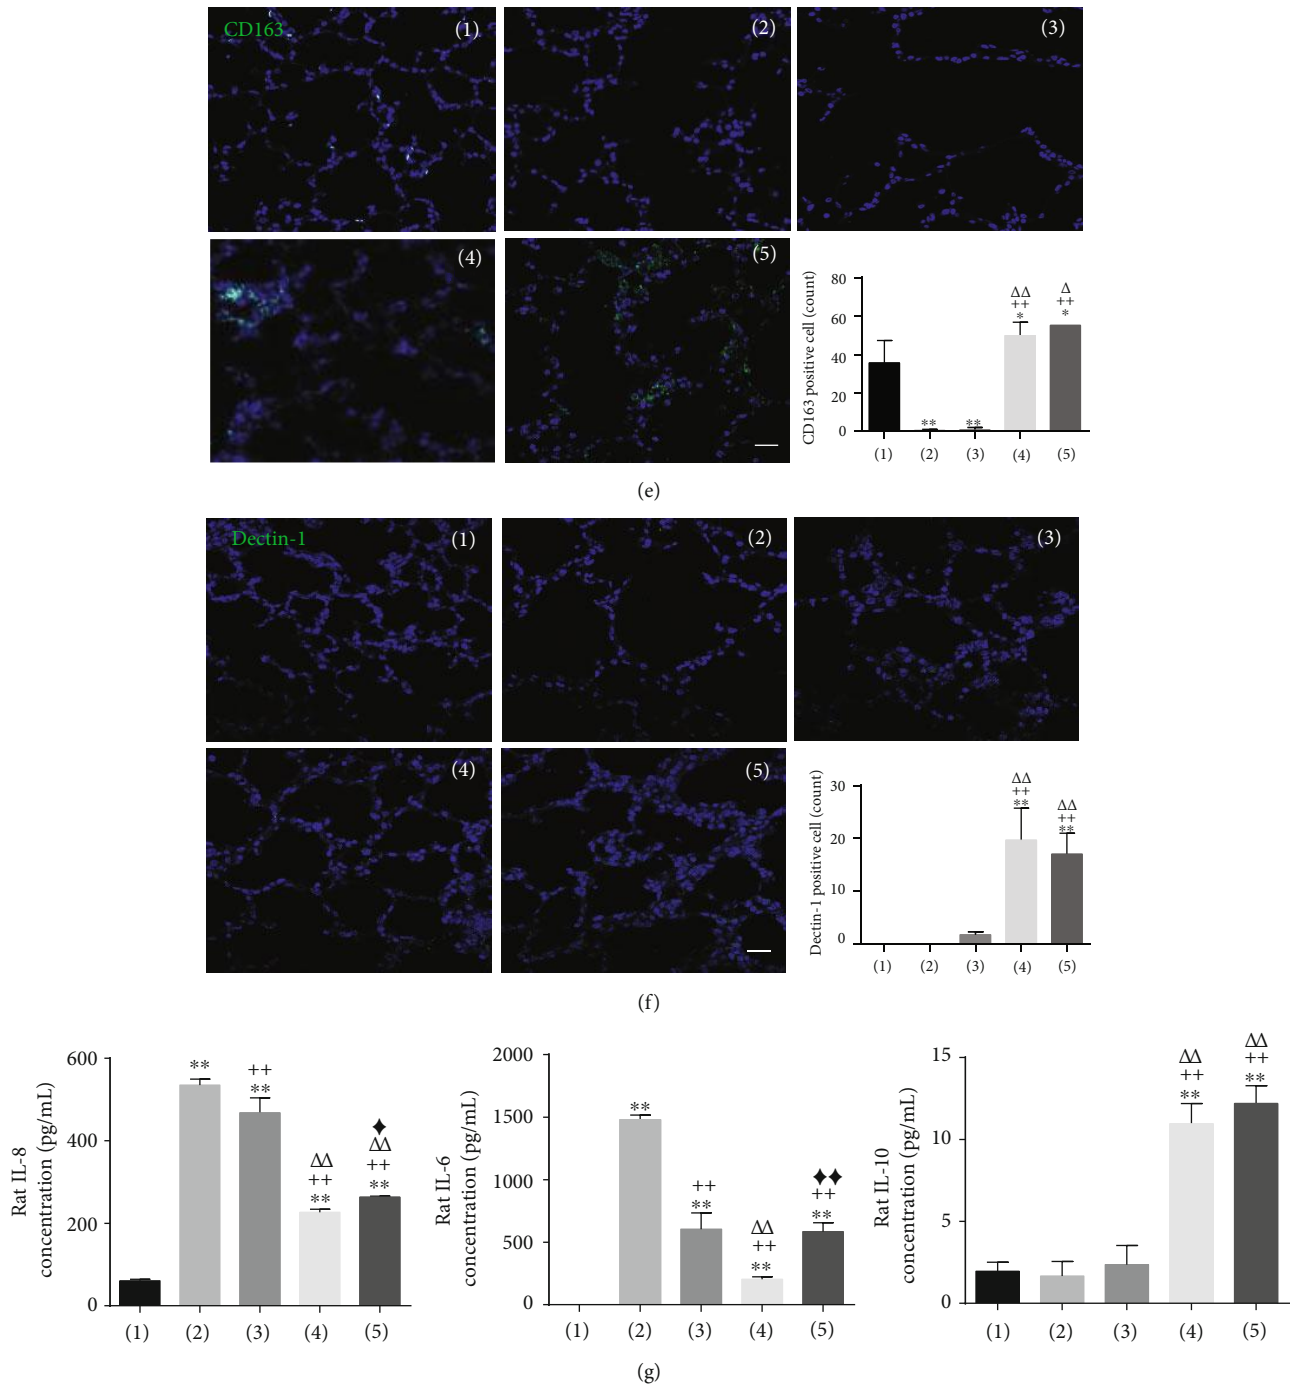 CD163
(1)
(2)
(3)
(4)
(5)
CD163 positive cell (count)
80
60
40
20
0
**
**
ΔΔ
++
*
Δ
++
*
(1) (2) (3) (4) (5)
(e)
Dectin-1
(1)
(2)
(3)
(4)
(5)
Dectin-1 positive cell (count)
30
20
10
0
ΔΔ
++
**
ΔΔ
++
**
(1) (2) (3) (4) (5)
(f)
Rat IL-8
concentration (pg/mL)
600
400
200
0
**
++
**
ΔΔ
++
**
✦
ΔΔ
++
**
(1) (2) (3) (4) (5)
Rat IL-6
concentration (pg/mL)
2000
1500
1000
500
0
**
++
**
ΔΔ
++
**
✦✦
++
**
(1) (2) (3) (4) (5)
Rat IL-10
concentration (pg/mL)
15
10
5
0
ΔΔ
++
**
ΔΔ
++
**
(1) (2) (3) (4) (5)
(g)